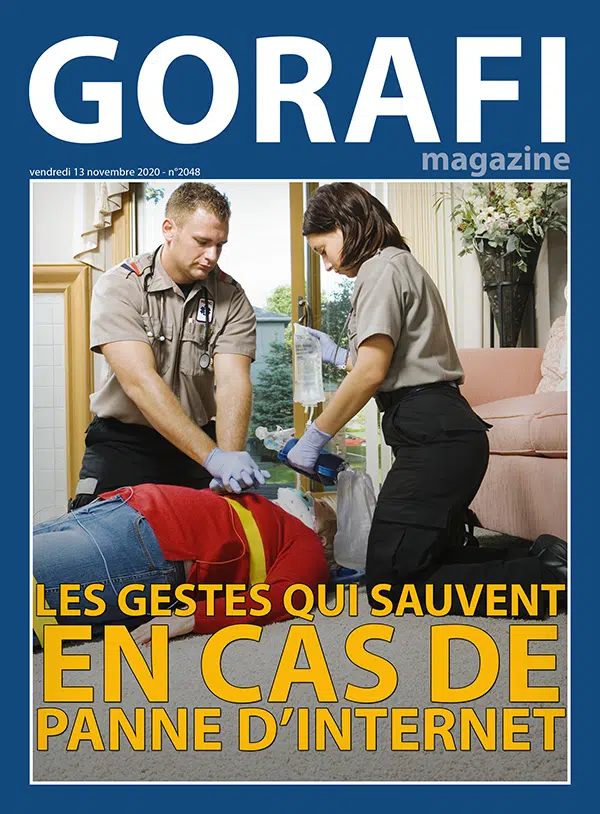 GORAFI
magazine
vendredi 13 novembre 2020 - n°2048
LES GESTES QUI SAUVENT
EN CAS DE
PANNE D'INTERNET